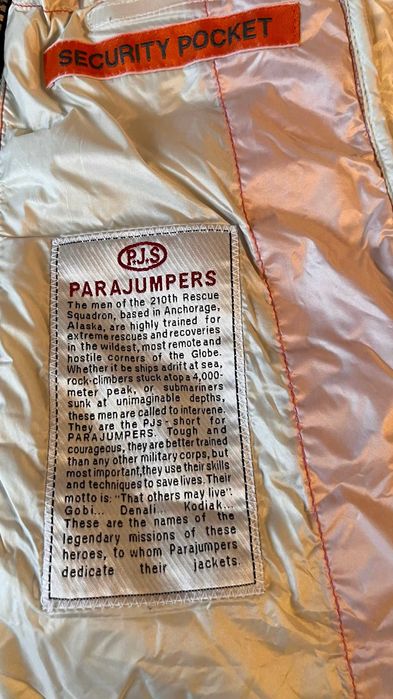 SECURITY POCKET
P.J.S
PARAJUMPERS
The men of the 210th Rescue
Squadron, based in Anchorage,
Alaska, are highly trained for
extreme rescues and recoveries
in the wildest, most remote and
hostile corners of the Globe.
Whether it be ships adrift at sea,
rock-climbers stuck atop a 4,000-
meter peak, or submariners
sunk at unimaginable depths,
these men are called to intervene.
They are the PJS - short for
PARAJUMPERS. Tough and
courageous, they are better trained
than any other military corps, but
most important, they use their skills
and techniques to save lives. Their
motto is: "That others may live".
Gobi... Denali... Kodiak...
These are the names of the
legendary missions of these
heroes, to whom Parajumpers
dedicate their jackets.